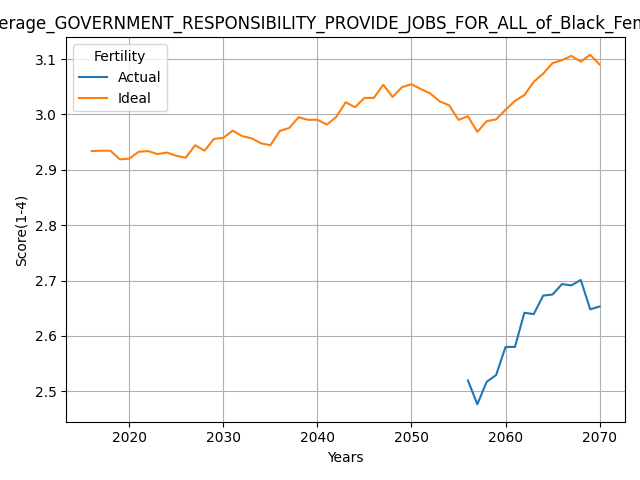 erage_GOVERNMENT_RESPONSIBILITY_PROVIDE_JOBS_FOR_ALL_of_Black_Fem
Fertility
Actual
Ideal
Score(1-4)
3.1
3.0
2.9
2.8
2.7
2.6
2.5
2020 2030 2040 2050 2060 2070
Years